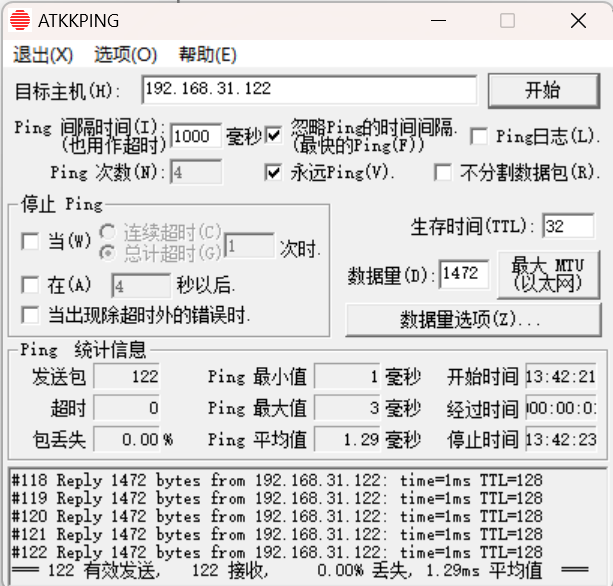 ATKKPING
退出(X) 选项(O) 帮助(E)
目标主机(H): 192.168.31.122 开始
Ping 间隔时间(I): 1000 毫秒 忽略Ping的时间间隔. Ping日志(L).
(也用作超时) (最快的Ping(F))
Ping 次数(N): 4 永远Ping(V). 不分割数据包(R).
停止 Ping
当(W) 连续超时(C) 1 次时.
总计超时(G)
生存时间(TTL): 32
在(A) 4 秒以后.
数据量(D): 1472 最大 MTU
(以太网)
当出现除超时外的错误时.
数据量选项(Z)...
Ping 统计信息
发送包 122 Ping 最小值 1 毫秒 开始时间 13:42:21
超时 0 Ping 最大值 3 毫秒 经过时间 00:00:0
包丢失 0.00 % Ping 平均值 1.29 毫秒 停止时间 13:42:23
#118 Reply 1472 bytes from 192.168.31.122: time=1ms TTL=128
#119 Reply 1472 bytes from 192.168.31.122: time=1ms TTL=128
#120 Reply 1472 bytes from 192.168.31.122: time=1ms TTL=128
#121 Reply 1472 bytes from 192.168.31.122: time=1ms TTL=128
#122 Reply 1472 bytes from 192.168.31.122: time=1ms TTL=128
══ 122 有效发送, 122 接收, 0.00% 丢失, 1.29ms 平均值 ══